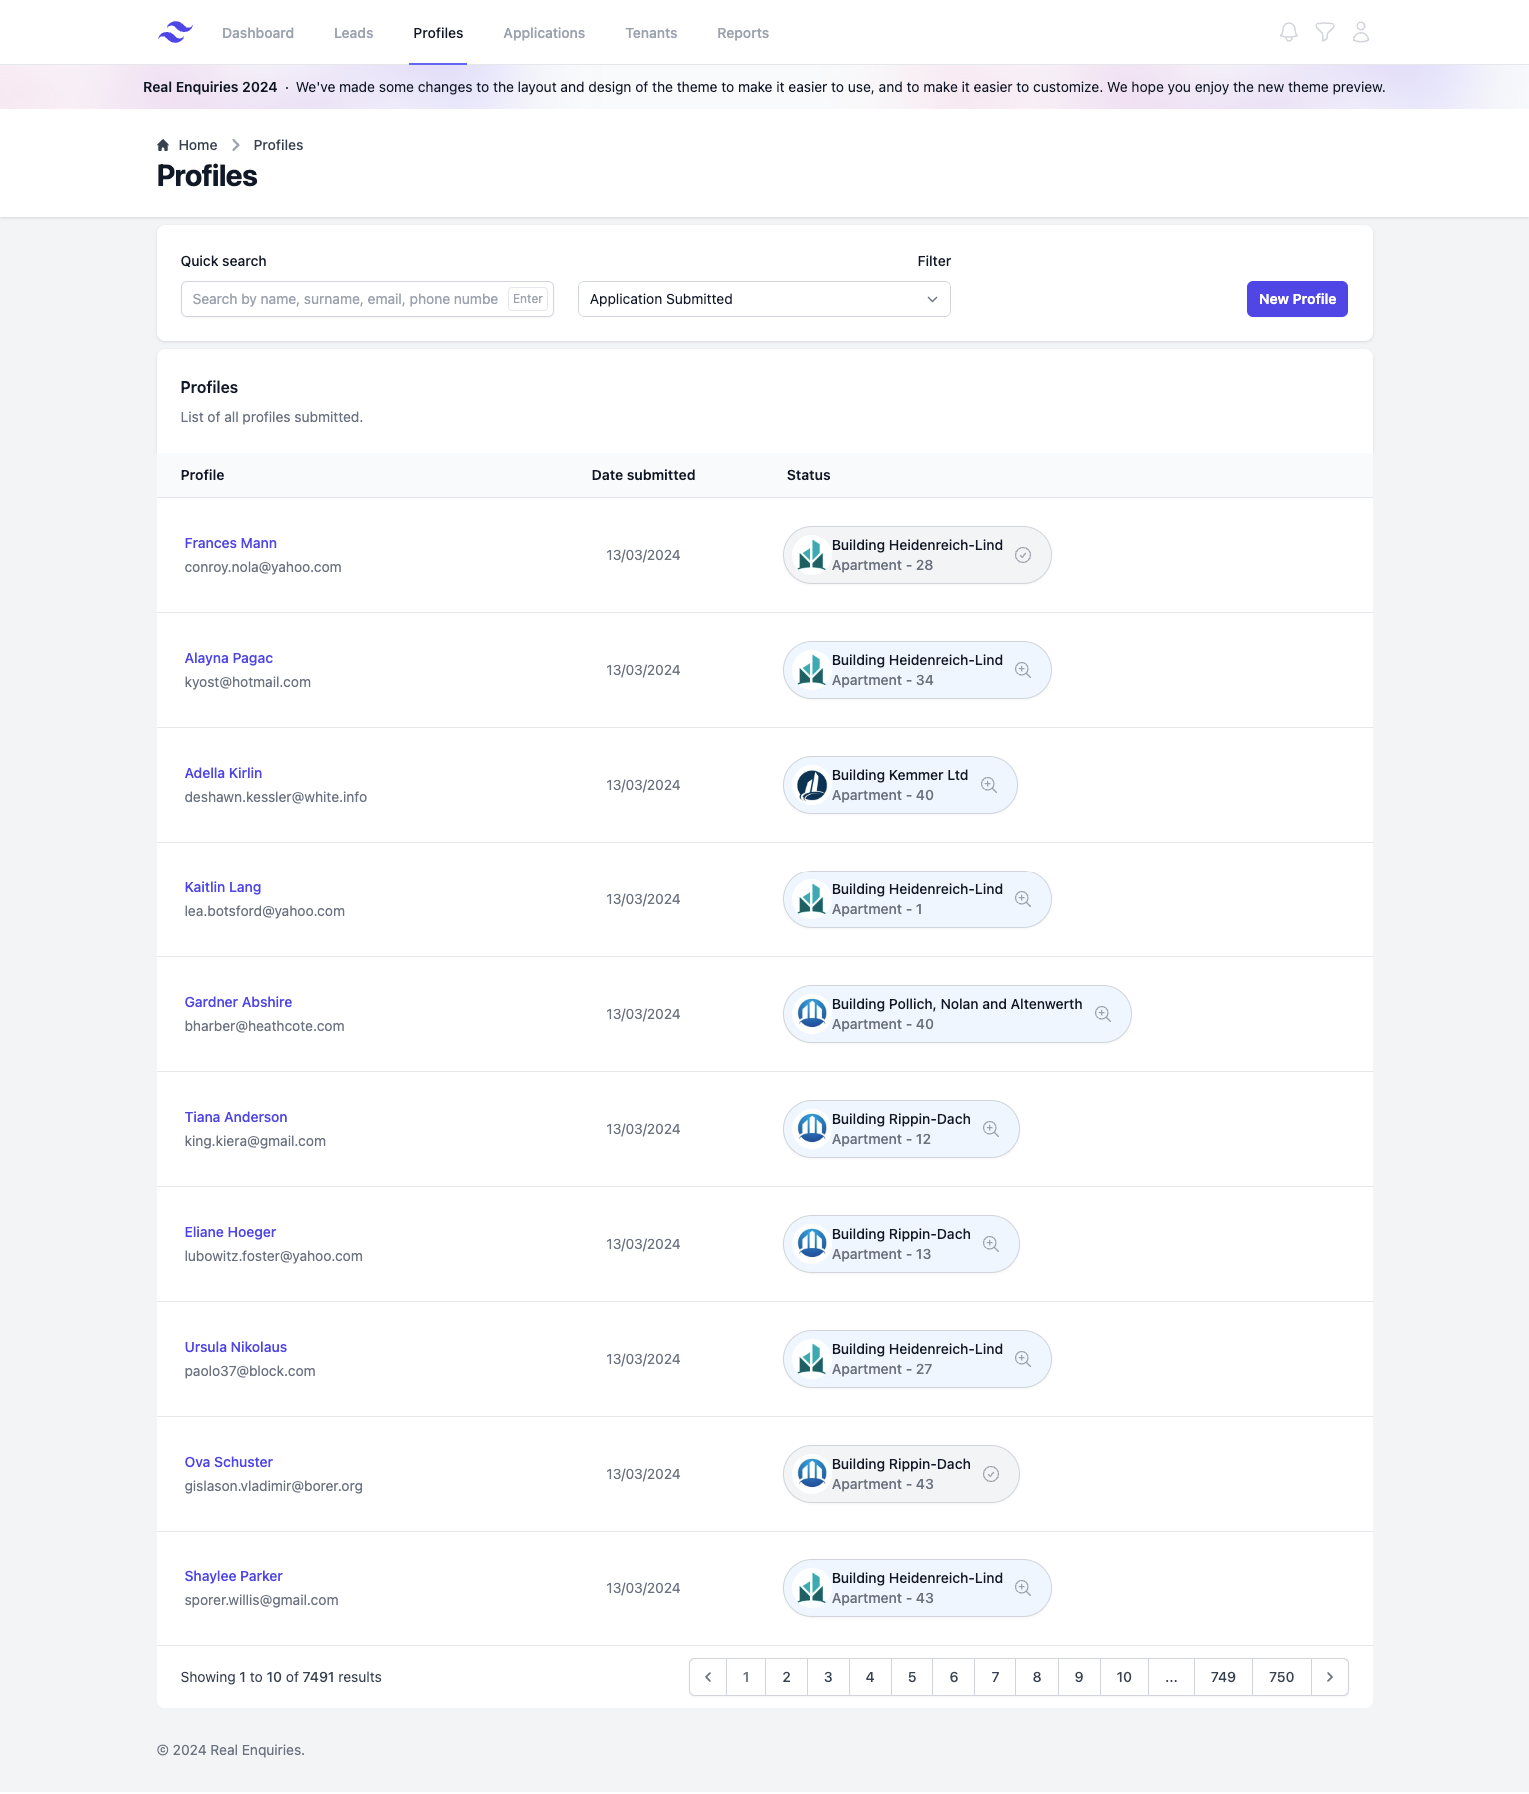 Dashboard Leads Profiles Applications Tenants Reports
Real Enquiries 2024 · We've made some changes to the layout and design of the theme to make it easier to use, and to make it easier to customize. We hope you enjoy the new theme preview.
Home Profiles
Profiles
Quick search Filter
Search by name, surname, email, phone numbe Enter Application Submitted New Profile
Profiles
List of all profiles submitted.
Profile Date submitted Status
Frances Mann
conroy.nola@yahoo.com
13/03/2024
Building Heidenreich-Lind
Apartment - 28
Alayna Pagac
kyost@hotmail.com
13/03/2024
Building Heidenreich-Lind
Apartment - 34
Adella Kirlin
deshawn.kessler@white.info
13/03/2024
Building Kemmer Ltd
Apartment - 40
Kaitlin Lang
lea.botsford@yahoo.com
13/03/2024
Building Heidenreich-Lind
Apartment - 1
Gardner Abshire
bharber@heathcote.com
13/03/2024
Building Pollich, Nolan and Altenwerth
Apartment - 40
Tiana Anderson
king.kiera@gmail.com
13/03/2024
Building Rippin-Dach
Apartment - 12
Eliane Hoeger
lubowitz.foster@yahoo.com
13/03/2024
Building Rippin-Dach
Apartment - 13
Ursula Nikolaus
paolo37@block.com
13/03/2024
Building Heidenreich-Lind
Apartment - 27
Ova Schuster
gislason.vladimir@borer.org
13/03/2024
Building Rippin-Dach
Apartment - 43
Shaylee Parker
sporer.willis@gmail.com
13/03/2024
Building Heidenreich-Lind
Apartment - 43
Showing 1 to 10 of 7491 results 1 2 3 4 5 6 7 8 9 10 ... 749 750
© 2024 Real Enquiries.